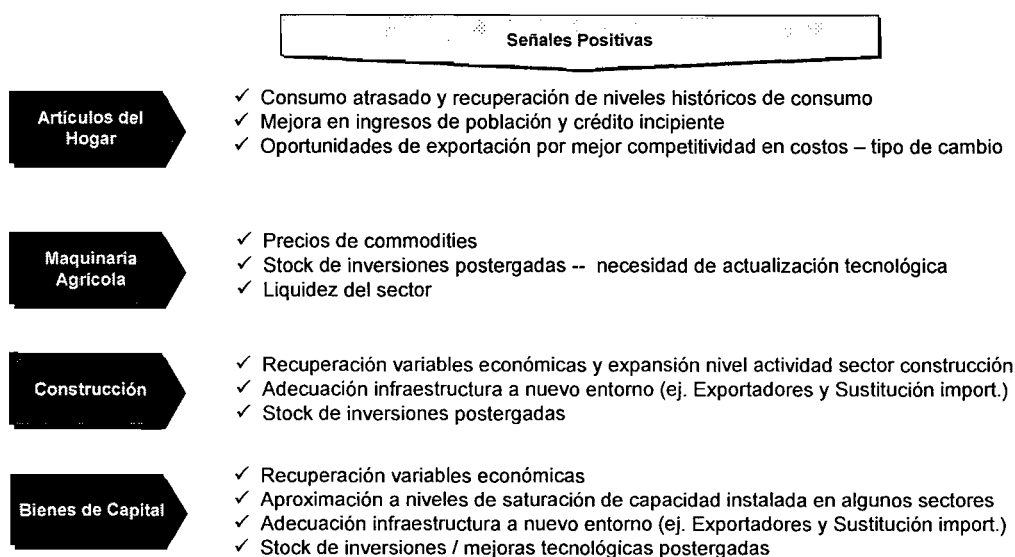 Señales Positivas
Artículos del
Hogar
✓ Consumo atrasado y recuperación de niveles históricos de consumo
✓ Mejora en ingresos de población y crédito incipiente
✓ Oportunidades de exportación por mejor competitividad en costos – tipo de cambio
Maquinaria
Agrícola
✓ Precios de commodities
✓ Stock de inversiones postergadas -- necesidad de actualización tecnológica
✓ Liquidez del sector
Construcción
✓ Recuperación variables económicas y expansión nivel actividad sector construcción
✓ Adecuación infraestructura a nuevo entorno (ej. Exportadores y Sustitución import.)
✓ Stock de inversiones postergadas
Bienes de Capital
✓ Recuperación variables económicas
✓ Aproximación a niveles de saturación de capacidad instalada en algunos sectores
✓ Adecuación infraestructura a nuevo entorno (ej. Exportadores y Sustitución import.)
✓ Stock de inversiones / mejoras tecnológicas postergadas